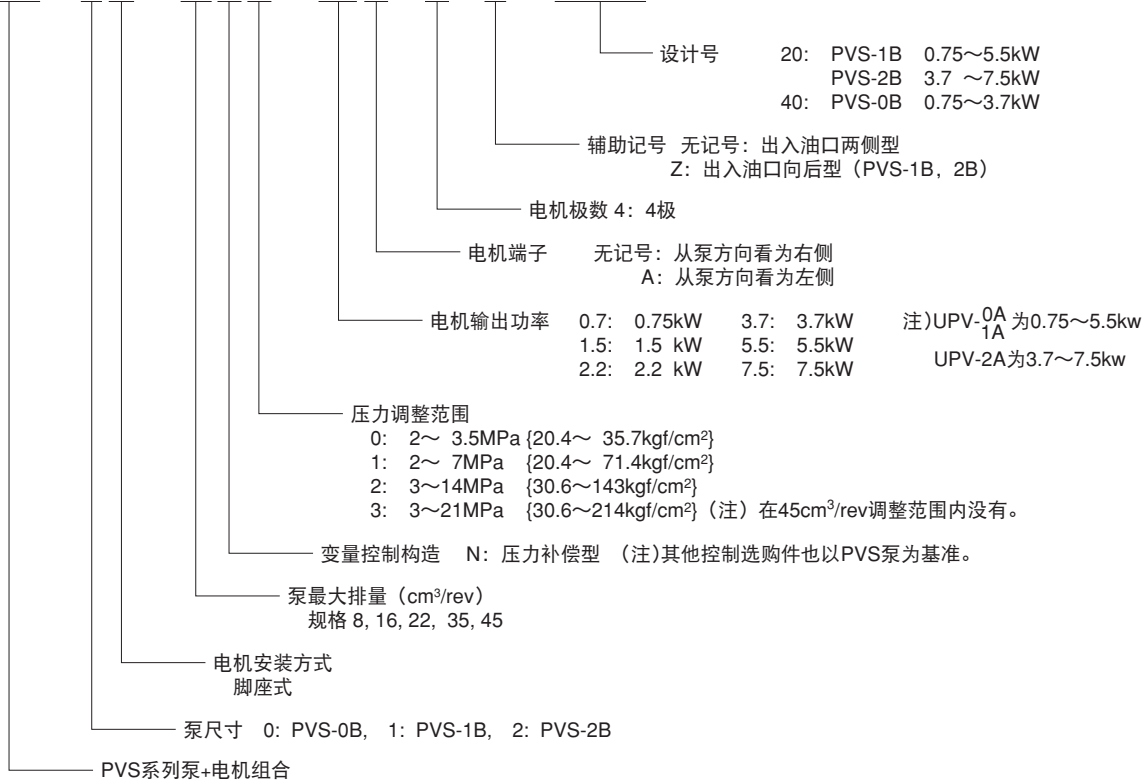 设计号 20: PVS-1B 0.75～5.5kW
PVS-2B 3.7 ～7.5kW
40: PVS-0B 0.75～3.7kW
辅助记号 无记号：出入油口两侧型
Z：出入油口向后型（PVS-1B，2B）
电机极数 4：4极
电机端子 无记号：从泵方向看为右侧
A：从泵方向看为左侧
电机输出功率 0.7: 0.75kW 3.7: 3.7kW 注)UPV-0A 1A 为0.75～5.5kw
1.5: 1.5 kW 5.5: 5.5kW
UPV-2A为3.7～7.5kw
2.2: 2.2 kW 7.5: 7.5kW
压力调整范围
0: 2～ 3.5MPa {20.4～ 35.7kgf/cm²}
1: 2～ 7MPa {20.4～ 71.4kgf/cm²}
2: 3～14MPa {30.6～143kgf/cm²}
3: 3～21MPa {30.6～214kgf/cm²}（注）在45cm³/rev调整范围内没有。
变量控制构造 N：压力补偿型 （注)其他控制选购件也以PVS泵为基准。
泵最大排量（cm³/rev）
规格 8, 16, 22, 35, 45
电机安装方式
脚座式
泵尺寸 0: PVS-0B, 1: PVS-1B, 2: PVS-2B
PVS系列泵+电机组合